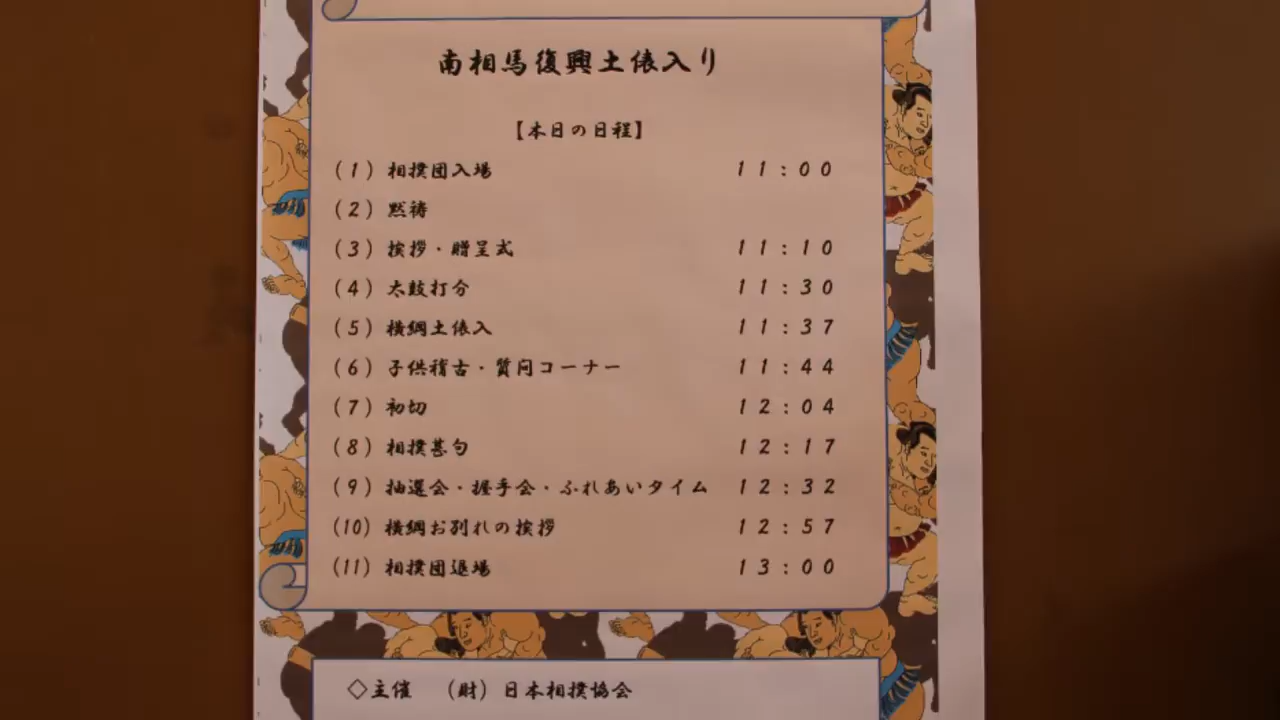 南相馬復興土俵入り
【本日の日程】
(1) 相撲団入場 11:00
(2) 黙祷
(3) 挨拶・贈呈式 11:10
(4) 太鼓打分 11:30
(5) 横綱土俵入 11:37
(6) 子供稽古・質問コーナー 11:44
(7) 初切 12:04
(8) 相撲甚句 12:17
(9) 抽選会・握手会・ふれあいタイム 12:32
(10) 横綱お別れの挨拶 12:57
(11) 相撲団退場 13:00
◇主催 (財)日本相撲協会